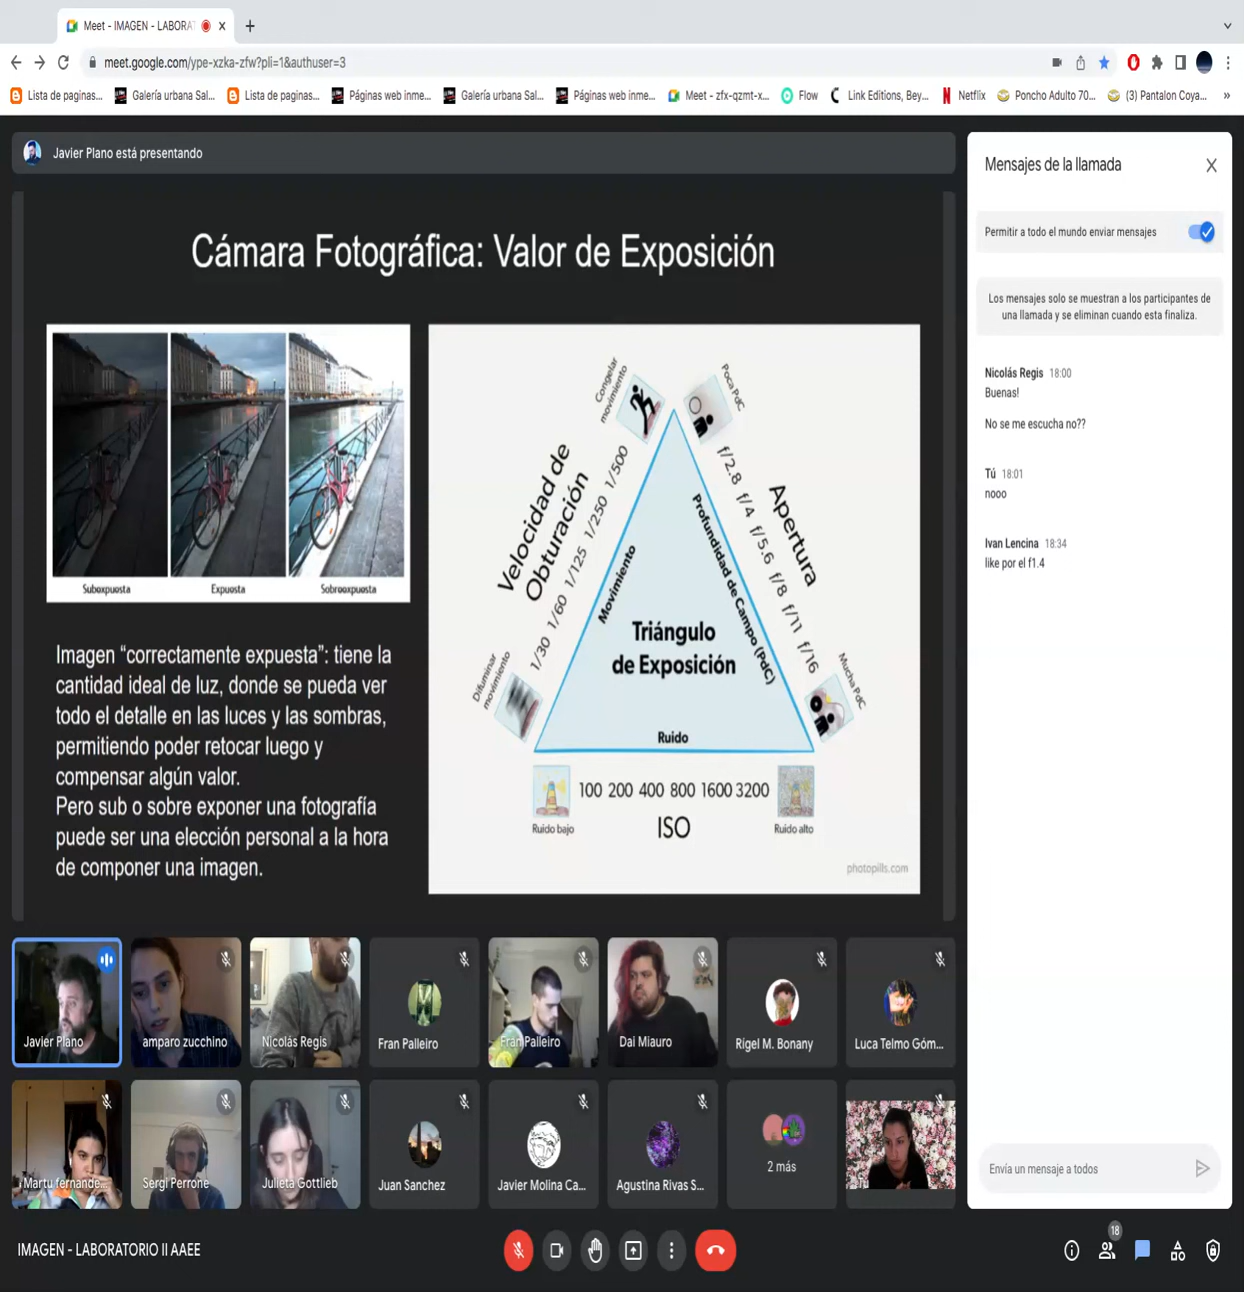 Meet - IMAGEN - LABORAT
meet.google.com/ype-xzka-zfw?pli=1&authuser=3
Lista de paginas...
Galería urbana Sal...
Lista de paginas...
Páginas web inme...
Galería urbana Sal...
Páginas web inme...
Meet - zfx-qzmt-x...
Flow
Link Editions, Bey...
Netflix
Poncho Adulto 70...
(3) Pantalon Coya...
»
Javier Plano está presentando
Cámara Fotográfica: Valor de Exposición
Subexpuesta
Expuesta
Sobreexpuesta
Imagen “correctamente expuesta”: tiene la
cantidad ideal de luz, donde se pueda ver
todo el detalle en las luces y las sombras,
permitiendo poder retocar luego y
compensar algún valor.
Pero sub o sobre exponer una fotografía
puede ser una elección personal a la hora
de componer una imagen.
Congelar
movimiento
Velocidad de
Obturación
1/30 1/60 1/125 1/250 1/500
Difuminar
movimiento
Movimiento
Poca PdC
f/2.8 f/4 f/5.6 f/8 f/11 f/16
Apertura
Profundidad de Campo (PdC)
Mucha PdC
Triángulo
de Exposición
Ruido
100 200 400 800 1600 3200
Ruido bajo
ISO
Ruido alto
photopills.com
Mensajes de la llamada
Permitir a todo el mundo enviar mensajes
Los mensajes solo se muestran a los participantes de
una llamada y se eliminan cuando esta finaliza.
Nicolás Regis 18:00
Buenas!
No se me escucha no??
Tú 18:01
nooo
Ivan Lencina 18:34
like por el f1.4
Envía un mensaje a todos
Javier Plano
amparo zucchino
Nicolás Regis
Fran Palleiro
Fran Palleiro
Dai Miauro
Rigel M. Bonany
Luca Telmo Góm...
Martu fernande...
Sergi Perrone
Julieta Gottlieb
Juan Sanchez
Javier Molina Ca...
Agustina Rivas S...
2 más
IMAGEN - LABORATORIO II AAEE
18